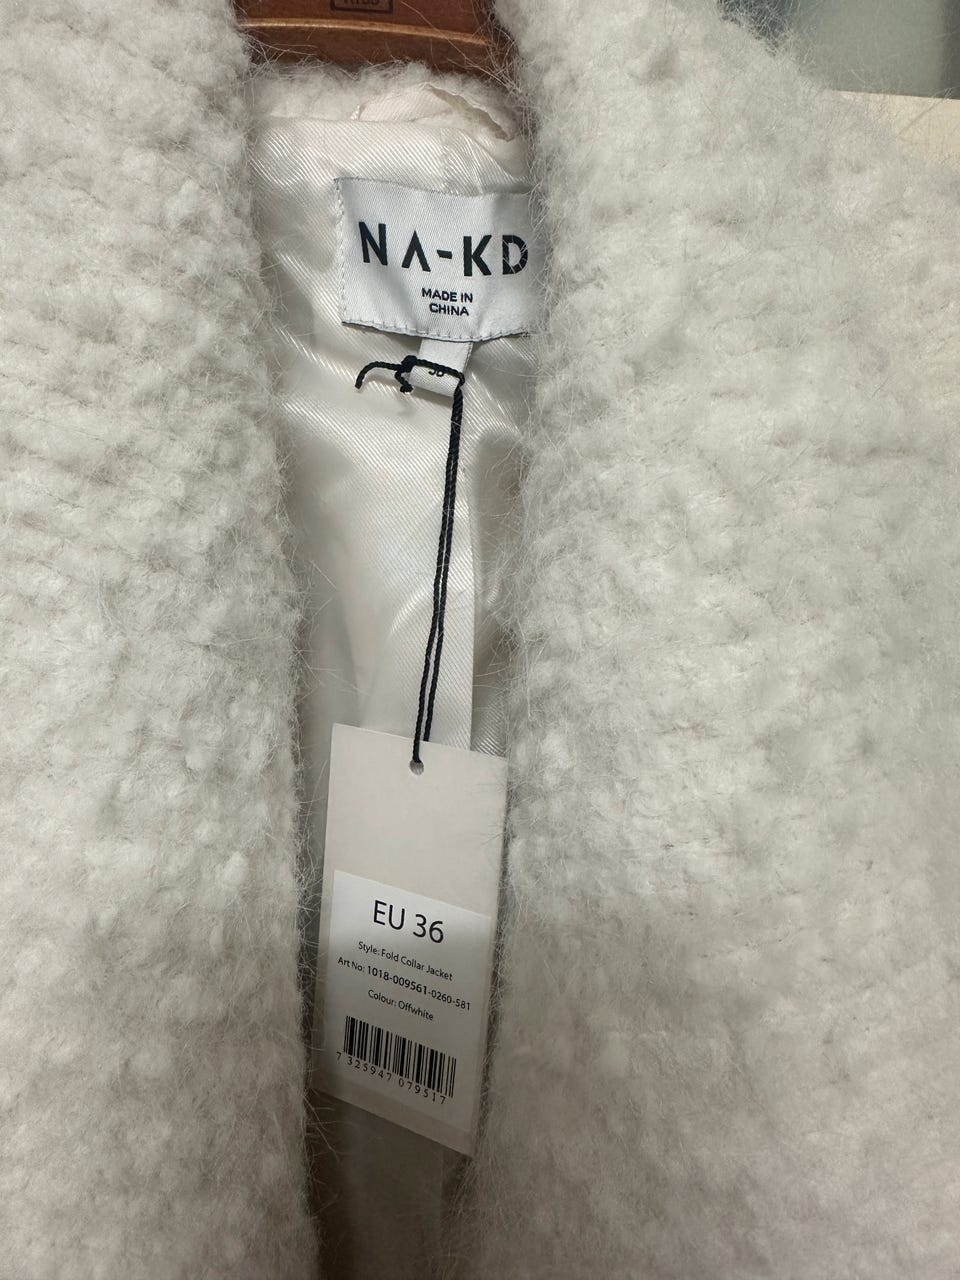 KIDS
NA-KD
MADE IN
CHINA
EU 36
Style: Fold Collar Jacket
Art No: 1018-009561-0260-581
Colour: Offwhite
7 325947 079517